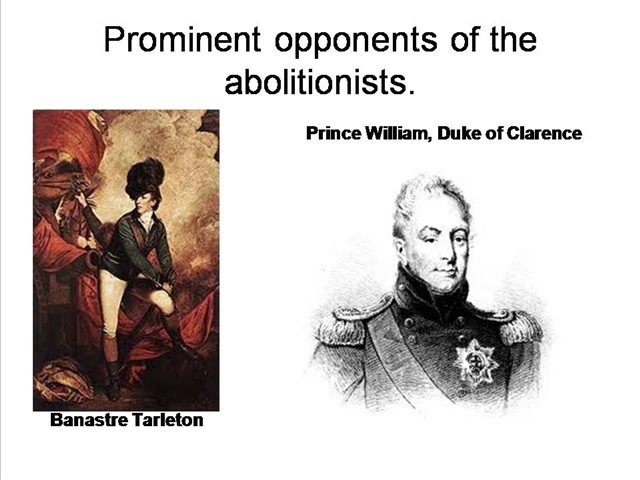 Prominent opponents of the
abolitionists.
Prince William, Duke of Clarence
Banastre Tarleton